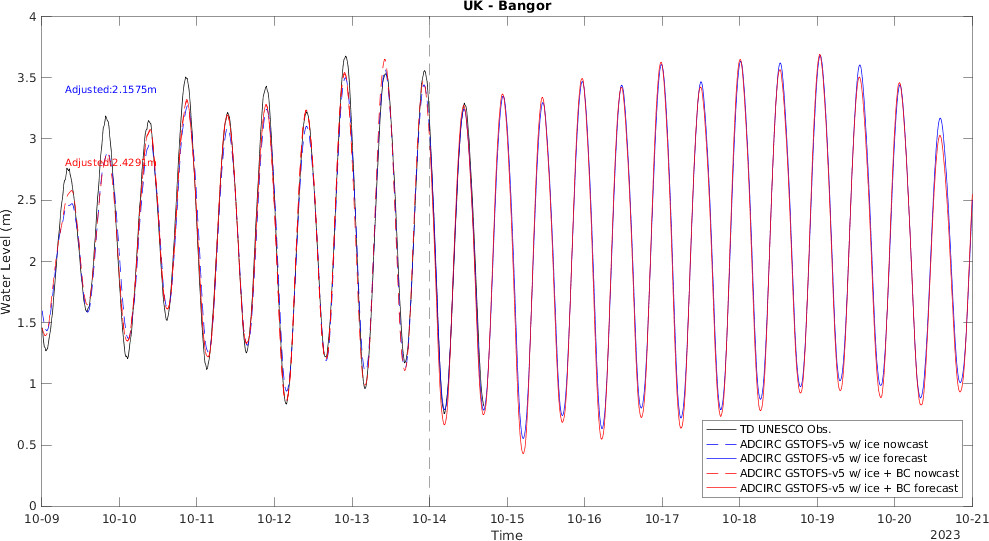 UK - Bangor
4
3.5
3
2.5
2
1.5
1
0.5
0
Water Level (m)
Adjusted:2.1575m
Adjusted:2.4291m
TD UNESCO Obs.
ADCIRC GSTOFS-v5 w/ ice nowcast
ADCIRC GSTOFS-v5 w/ ice forecast
ADCIRC GSTOFS-v5 w/ ice + BC nowcast
ADCIRC GSTOFS-v5 w/ ice + BC forecast
10-09 10-10 10-11 10-12 10-13 10-14 10-15 10-16 10-17 10-18 10-19 10-20 10-21
Time
2023